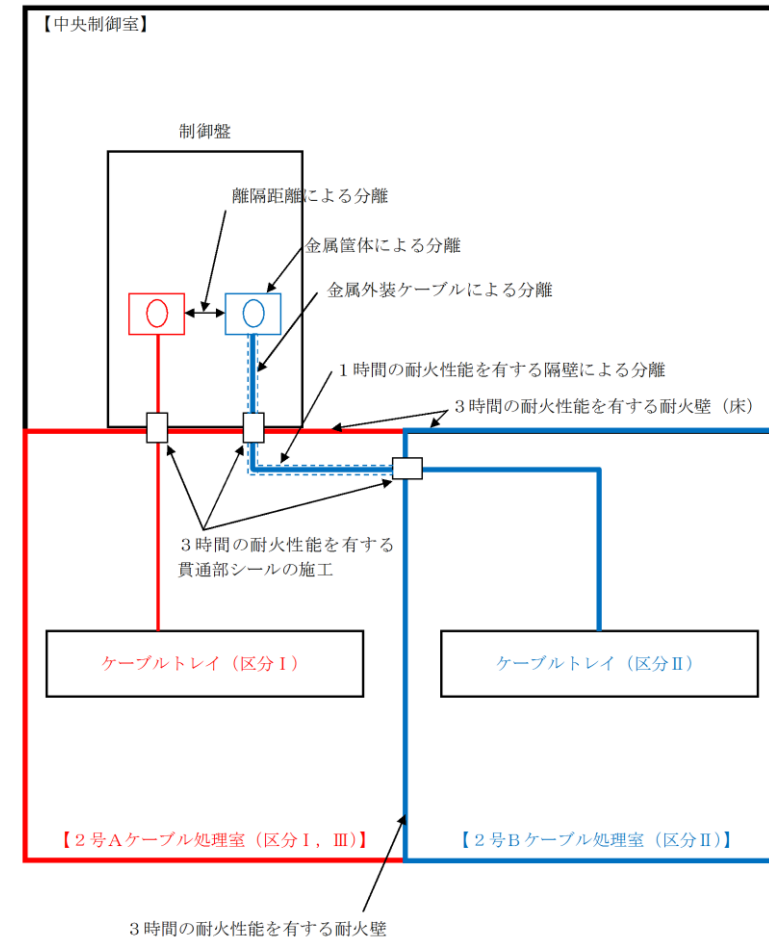 【中央制御室】
制御盤
離隔距離による分離
金属筐体による分離
金属外装ケーブルによる分離
１時間の耐火性能を有する隔壁による分離
３時間の耐火性能を有する耐火壁（床）
３時間の耐火性能を有する
貫通部シールの施工
ケーブルトレイ（区分Ⅰ）
ケーブルトレイ（区分Ⅱ）
【２号Ａケーブル処理室（区分Ⅰ，Ⅲ）】
【２号Ｂケーブル処理室（区分Ⅱ）】
３時間の耐火性能を有する耐火壁